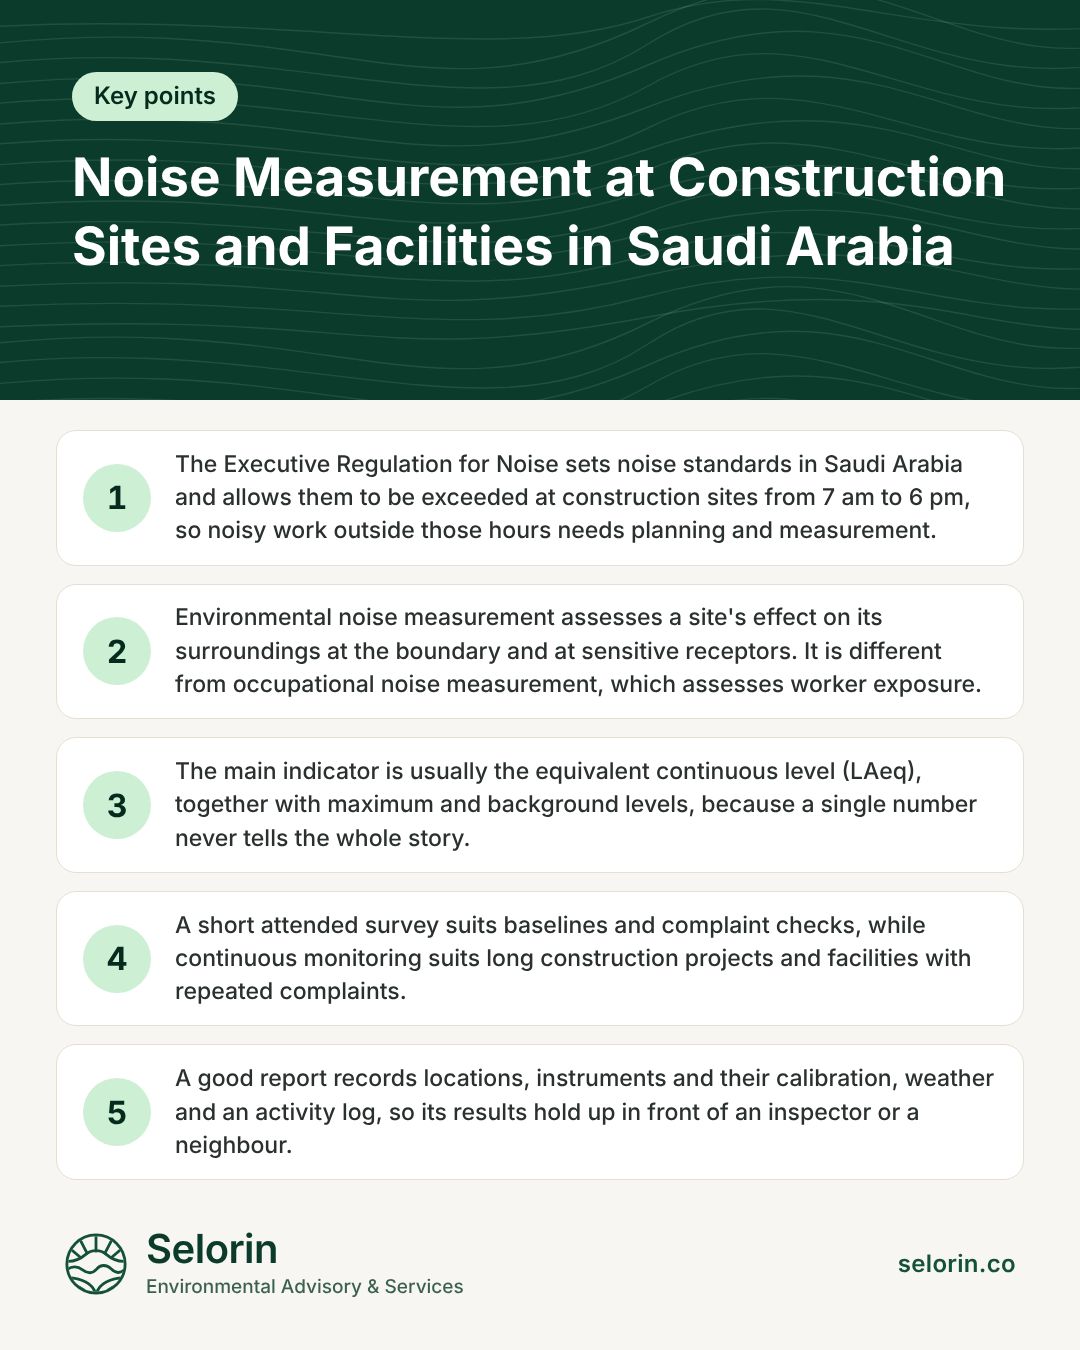 Key points
Noise Measurement at Construction
Sites and Facilities in Saudi Arabia
1
The Executive Regulation for Noise sets noise standards in Saudi Arabia
and allows them to be exceeded at construction sites from 7 am to 6 pm,
so noisy work outside those hours needs planning and measurement.
2
Environmental noise measurement assesses a site's effect on its
surroundings at the boundary and at sensitive receptors. It is different
from occupational noise measurement, which assesses worker exposure.
3
The main indicator is usually the equivalent continuous level (LAeq),
together with maximum and background levels, because a single number
never tells the whole story.
4
A short attended survey suits baselines and complaint checks, while
continuous monitoring suits long construction projects and facilities with
repeated complaints.
5
A good report records locations, instruments and their calibration, weather
and an activity log, so its results hold up in front of an inspector or a
neighbour.
Selorin
Environmental Advisory & Services
selorin.co